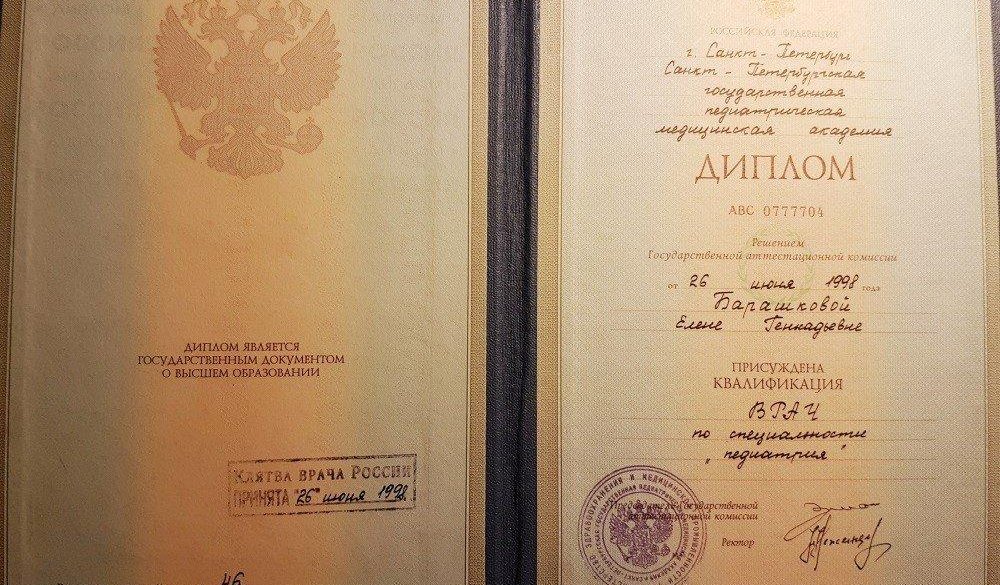 ДИПЛОМ ЯВЛЯЕТСЯ
ГОСУДАРСТВЕННЫМ ДОКУМЕНТОМ
О ВЫСШЕМ ОБРАЗОВАНИИ
КЛЯТВА ВРАЧА РОССИИ
ПРИНЯТА "26" июня 1998.
46
РОССИЙСКАЯ ФЕДЕРАЦИЯ
г. Санкт-Петербург
Санкт-Петербургская
государственная
педиатрическая
медицинская академия
ДИПЛОМ
АВС 0777704
Решением
Государственной аттестационной комиссии
от 26 июня 1998 года
Барашковой
Елене Геннадьевне
ПРИСУЖДЕНА
КВАЛИФИКАЦИЯ
ВРАЧ
по специальности
"педиатрия"
Председатель Государственной
аттестационной комиссии
Ректор